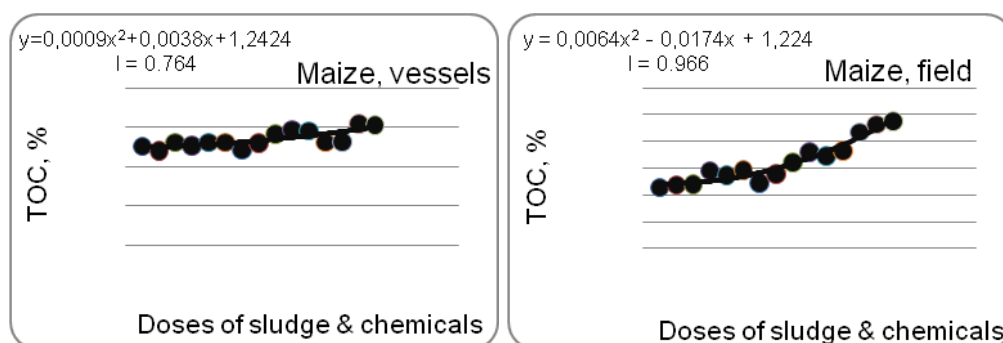 y=0,0009x²+0,0038x+1,2424
I = 0.764
Maize, vessels
TOC, %
Doses of sludge & chemicals
y = 0,0064x² - 0,0174x + 1,224
I = 0.966
Maize, field
TOC, %
Doses of sludge & chemicals